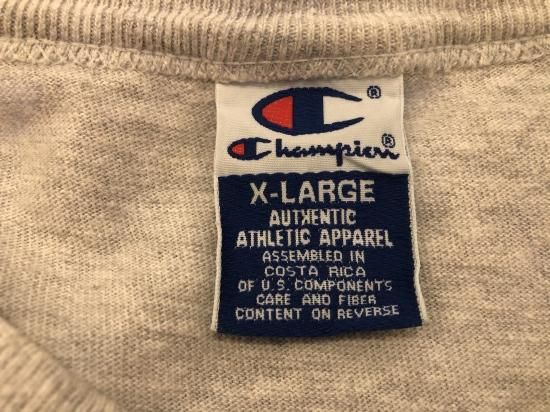 ®
Champion®
X-LARGE
AUTHENTIC
ATHLETIC APPAREL
ASSEMBLED IN
COSTA RICA
OF U.S. COMPONENTS
CARE AND FIBER
CONTENT ON REVERSE